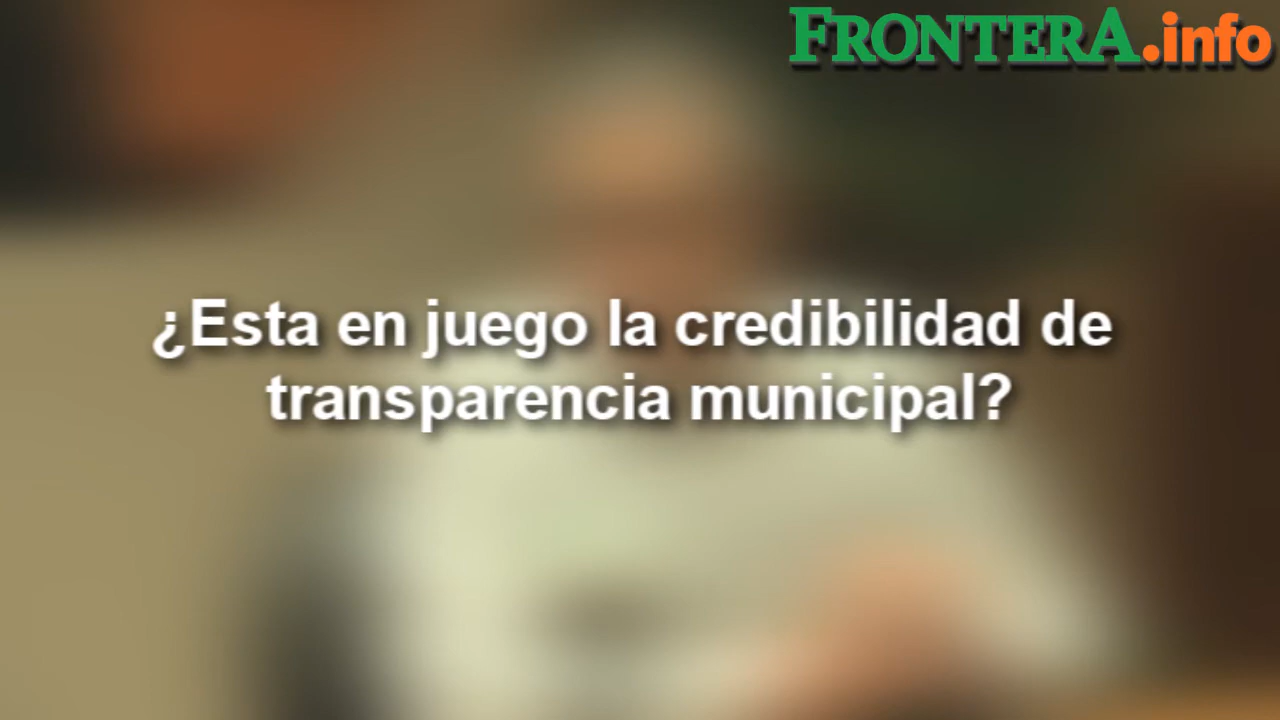 FRONTERA.info
¿Esta en juego la credibilidad de
transparencia municipal?